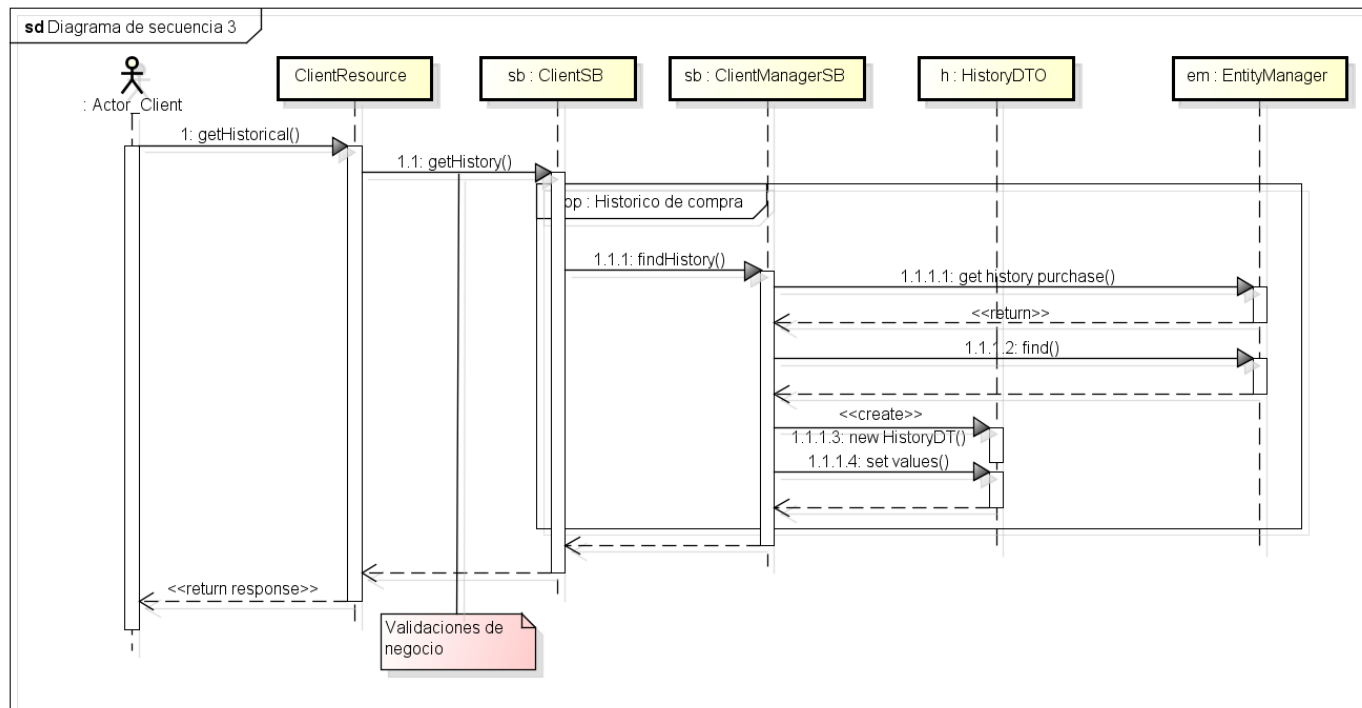 sd Diagrama de secuencia 3
: Actor_Client
ClientResource
sb : ClientSB
sb : ClientManagerSB
h : HistoryDTO
em : EntityManager
1: getHistorical()
1.1: getHistory()
op : Historico de compra
1.1.1: findHistory()
1.1.1.1: get history purchase()
<<return>>
1.1.1.2: find()
<<create>>
1.1.1.3: new HistoryDT()
1.1.1.4: set values()
<<return response>>
Validaciones de
negocio